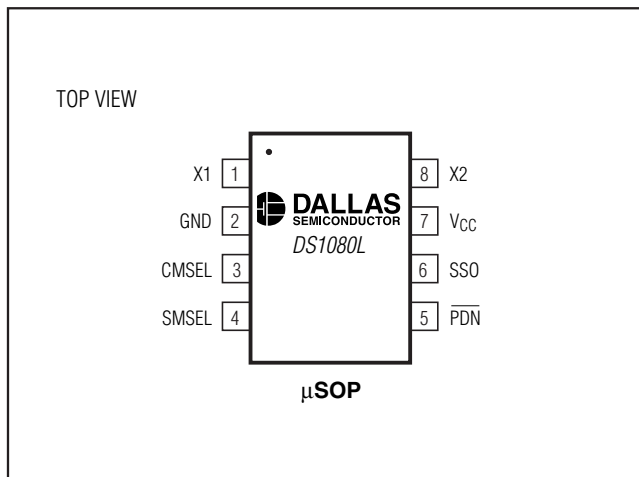 TOP VIEW
X1 1
8 X2
GND 2
7 VCC
CMSEL 3
6 SSO
SMSEL 4
5 PDN
DALLAS
SEMICONDUCTOR
DS1080L
μSOP